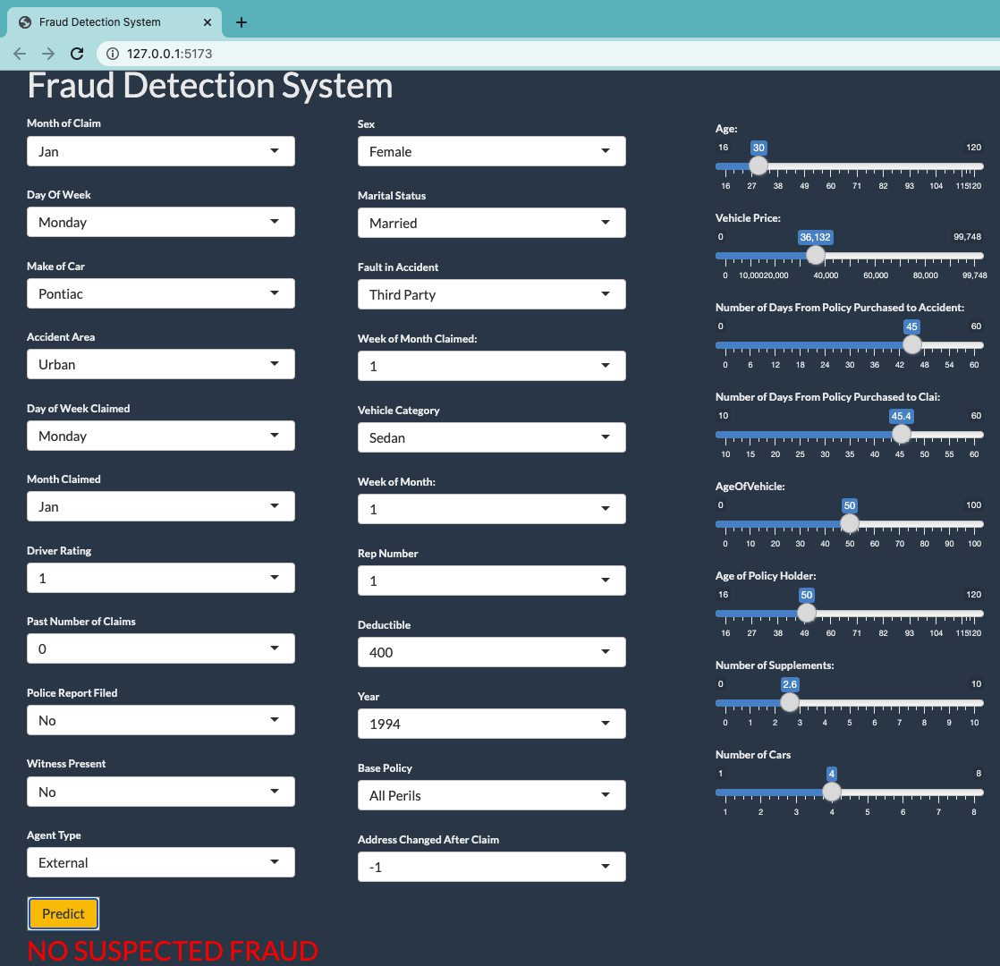 Fraud Detection System
127.0.0.1:5173
Fraud Detection System
Month of Claim
Jan
Day Of Week
Monday
Make of Car
Pontiac
Accident Area
Urban
Day of Week Claimed
Monday
Month Claimed
Jan
Driver Rating
1
Past Number of Claims
0
Police Report Filed
No
Witness Present
No
Agent Type
External
Predict
NO SUSPECTED FRAUD
Sex
Female
Marital Status
Married
Fault in Accident
Third Party
Week of Month Claimed:
1
Vehicle Category
Sedan
Week of Month:
1
Rep Number
1
Deductible
400
Year
1994
Base Policy
All Perils
Address Changed After Claim
-1
Age:
16 30 120
16 27 38 49 60 71 82 93 104 115 120
Vehicle Price:
0 36,132 99,748
0 10,000 20,000 40,000 60,000 80,000 99,748
Number of Days From Policy Purchased to Accident:
0 45 60
0 6 12 18 24 30 36 42 48 54 60
Number of Days From Policy Purchased to Clai:
10 45.4 60
10 15 20 25 30 35 40 45 50 55 60
AgeOfVehicle:
0 50 100
0 10 20 30 40 50 60 70 80 90 100
Age of Policy Holder:
16 50 120
16 27 38 49 60 71 82 93 104 115 120
Number of Supplements:
0 2.6 10
0 1 2 3 4 5 6 7 8 9 10
Number of Cars
1 4 8
1 2 3 4 5 6 7 8